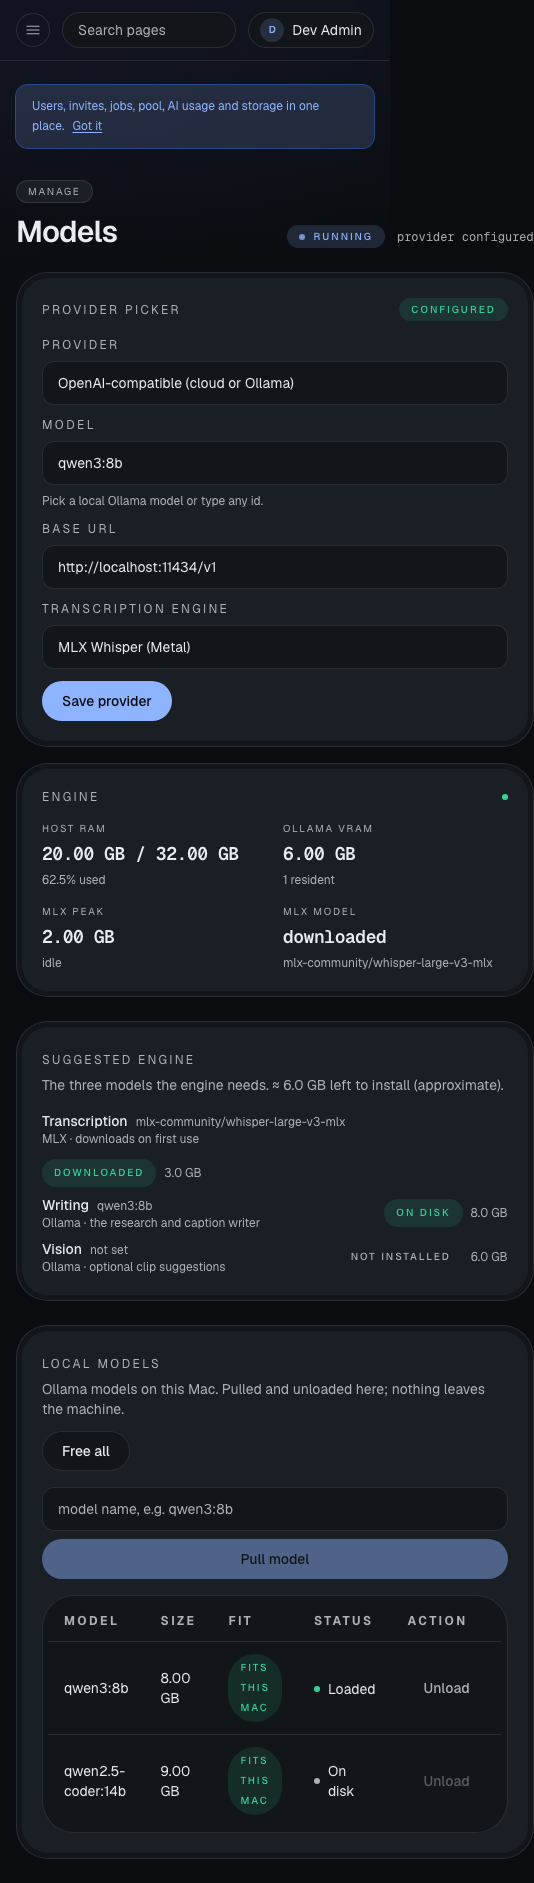 Search pages
D
Dev Admin
Users, invites, jobs, pool, AI usage and storage in one
place. Got it
MANAGE
Models
RUNNING
provider configured
PROVIDER PICKER
CONFIGURED
PROVIDER
OpenAI-compatible (cloud or Ollama)
MODEL
qwen3:8b
Pick a local Ollama model or type any id.
BASE URL
http://localhost:11434/v1
TRANSCRIPTION ENGINE
MLX Whisper (Metal)
Save provider
ENGINE
HOST RAM
20.00 GB / 32.00 GB
62.5% used
OLLAMA VRAM
6.00 GB
1 resident
MLX PEAK
2.00 GB
idle
MLX MODEL
downloaded
mlx-community/whisper-large-v3-mlx
SUGGESTED ENGINE
The three models the engine needs. ≈ 6.0 GB left to install (approximate).
Transcription mlx-community/whisper-large-v3-mlx
MLX · downloads on first use
DOWNLOADED 3.0 GB
Writing qwen3:8b
Ollama · the research and caption writer
ON DISK 8.0 GB
Vision not set
Ollama · optional clip suggestions
NOT INSTALLED 6.0 GB
LOCAL MODELS
Ollama models on this Mac. Pulled and unloaded here; nothing leaves
the machine.
Free all
model name, e.g. qwen3:8b
Pull model
MODEL SIZE FIT STATUS ACTION
qwen3:8b
8.00
GB
FITS
THIS
MAC
Loaded
Unload
qwen2.5-
coder:14b
9.00
GB
FITS
THIS
MAC
On
disk
Unload